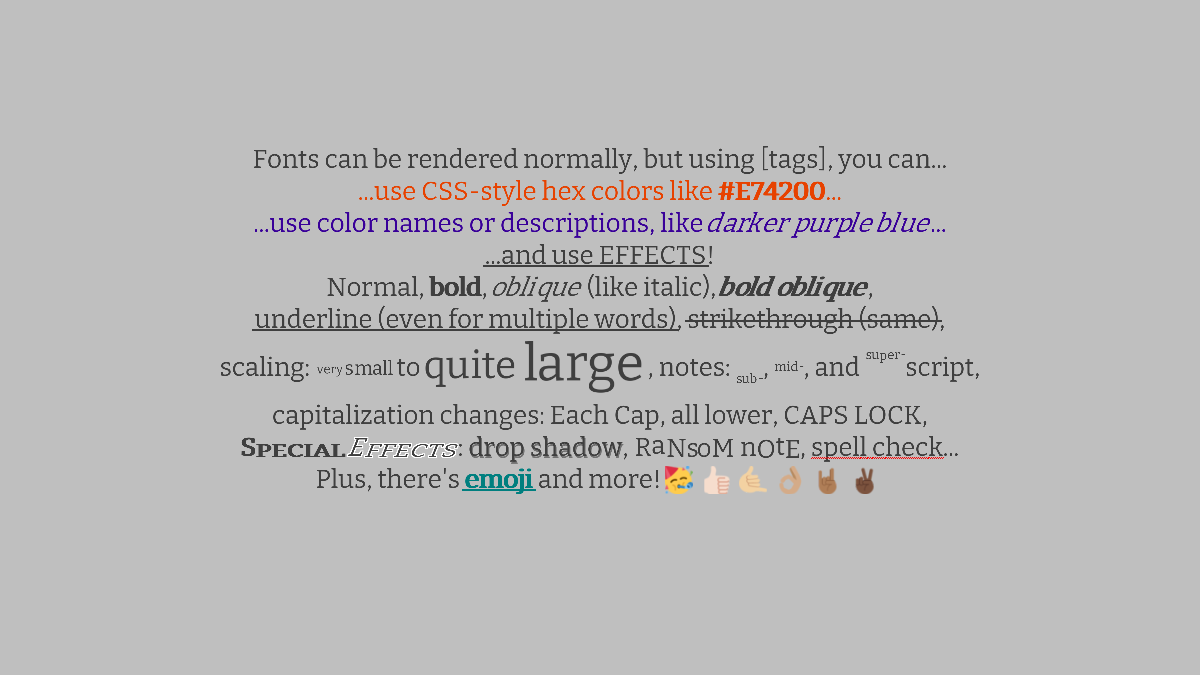 Fonts can be rendered normally, but using [tags], you can...
...use CSS-style hex colors like #E74200...
...use color names or descriptions, like darker purple blue...
...and use EFFECTS!
Normal, bold, oblique (like italic), bold oblique,
underline (even for multiple words), strikethrough (same),
scaling: very small to quite large, notes: sub-, mid-, and super-script,
capitalization changes: Each Cap, all lower, CAPS LOCK,
Special Effects: drop shadow, RaNsoM nOtE, spell check...
Plus, there's emoji and more! 🥳 👍🏻 🤙🏼 👌🏽 🤘🏾 ✌🏿